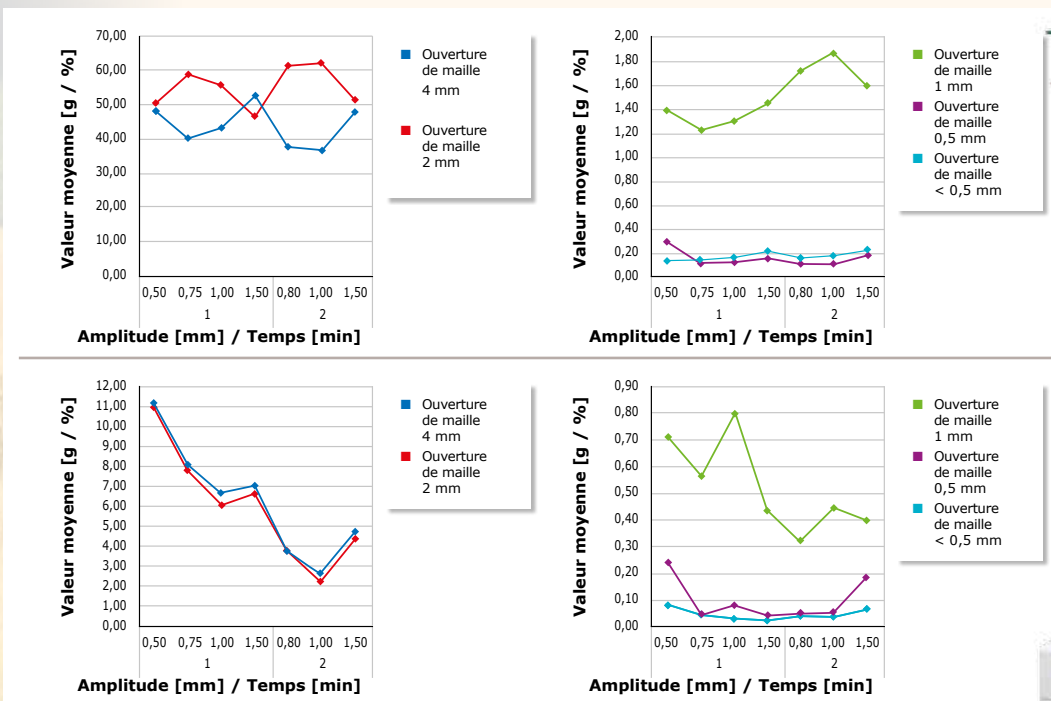 Valeur moyenne [g / %]
70,00
60,00
50,00
40,00
30,00
20,00
10,00
0,00
0,50 0,75 1,00 1,50 0,80 1,00 1,50
1 2
Amplitude [mm] / Temps [min]
Ouverture
de maille
4 mm
Ouverture
de maille
2 mm
Valeur moyenne [g / %]
2,00
1,80
1,60
1,40
1,20
1,00
0,80
0,60
0,40
0,20
0,00
0,50 0,75 1,00 1,50 0,80 1,00 1,50
1 2
Amplitude [mm] / Temps [min]
Ouverture
de maille
1 mm
Ouverture
de maille
0,5 mm
Ouverture
de maille
< 0,5 mm
Valeur moyenne [g / %]
12,00
11,00
10,00
9,00
8,00
7,00
6,00
5,00
4,00
3,00
2,00
1,00
0,00
0,50 0,75 1,00 1,50 0,80 1,00 1,50
1 2
Amplitude [mm] / Temps [min]
Ouverture
de maille
4 mm
Ouverture
de maille
2 mm
Valeur moyenne [g / %]
0,90
0,80
0,70
0,60
0,50
0,40
0,30
0,20
0,10
0,00
0,50 0,75 1,00 1,50 0,80 1,00 1,50
1 2
Amplitude [mm] / Temps [min]
Ouverture
de maille
1 mm
Ouverture
de maille
0,5 mm
Ouverture
de maille
< 0,5 mm